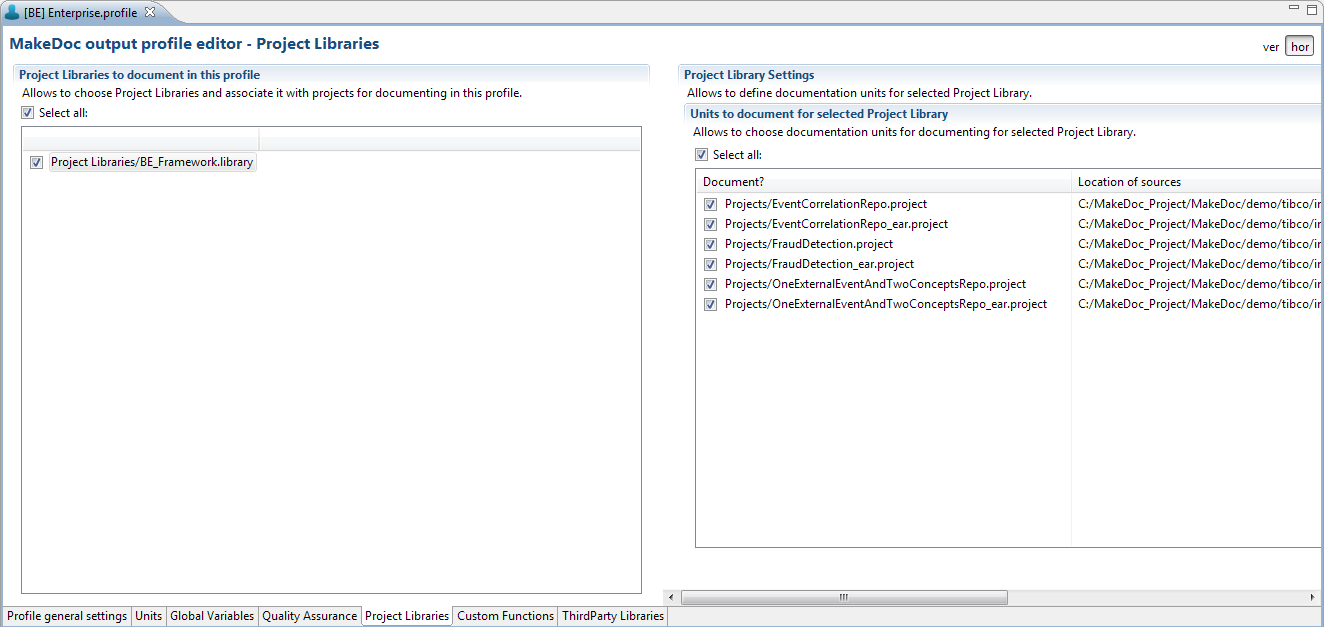 [BE] Enterprise.profile
MakeDoc output profile editor - Project Libraries
ver hor
Project Libraries to document in this profile
Allows to choose Project Libraries and associate it with projects for documenting in this profile.
Select all:
Project Libraries/BE_Framework.library
Project Library Settings
Allows to define documentation units for selected Project Library.
Units to document for selected Project Library
Allows to choose documentation units for documenting for selected Project Library.
Select all:
Document? Location of sources
Projects/EventCorrelationRepo.project C:/MakeDoc_Project/MakeDoc/demo/tibco/ir
Projects/EventCorrelationRepo_ear.project C:/MakeDoc_Project/MakeDoc/demo/tibco/ir
Projects/FraudDetection.project C:/MakeDoc_Project/MakeDoc/demo/tibco/ir
Projects/FraudDetection_ear.project C:/MakeDoc_Project/MakeDoc/demo/tibco/ir
Projects/OneExternalEventAndTwoConceptsRepo.project C:/MakeDoc_Project/MakeDoc/demo/tibco/ir
Projects/OneExternalEventAndTwoConceptsRepo_ear.project C:/MakeDoc_Project/MakeDoc/demo/tibco/ir
Profile general settings Units Global Variables Quality Assurance Project Libraries Custom Functions ThirdParty Libraries